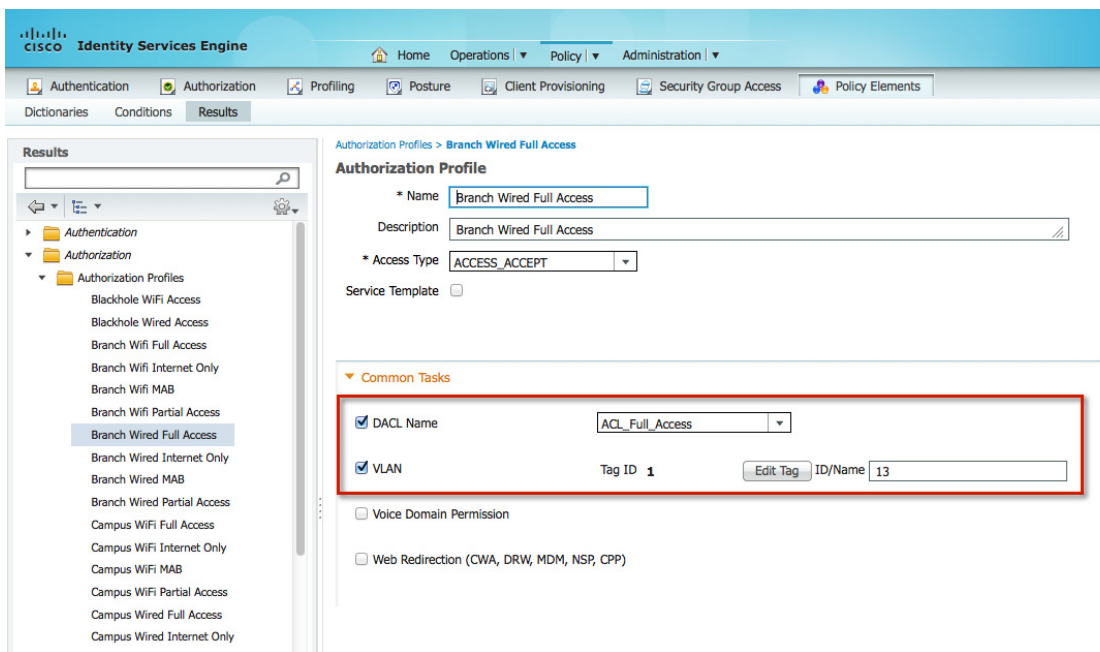 cisco Identity Services Engine
Home Operations Policy Administration
Authentication Authorization Profiling Posture Client Provisioning Security Group Access Policy Elements
Dictionaries Conditions Results
Results
Authentication
Authorization
Authorization Profiles
Blackhole WiFi Access
Blackhole Wired Access
Branch Wifi Full Access
Branch Wifi Internet Only
Branch Wifi MAB
Branch Wifi Partial Access
Branch Wired Full Access
Branch Wired Internet Only
Branch Wired MAB
Branch Wired Partial Access
Campus WiFi Full Access
Campus WiFi Internet Only
Campus WiFi MAB
Campus WiFi Partial Access
Campus Wired Full Access
Campus Wired Internet Only
Authorization Profiles > Branch Wired Full Access
Authorization Profile
* Name Branch Wired Full Access
Description Branch Wired Full Access
* Access Type ACCESS_ACCEPT
Service Template
Common Tasks
DACL Name ACL_Full_Access
VLAN Tag ID 1 Edit Tag ID/Name 13
Voice Domain Permission
Web Redirection (CWA, DRW, MDM, NSP, CPP)